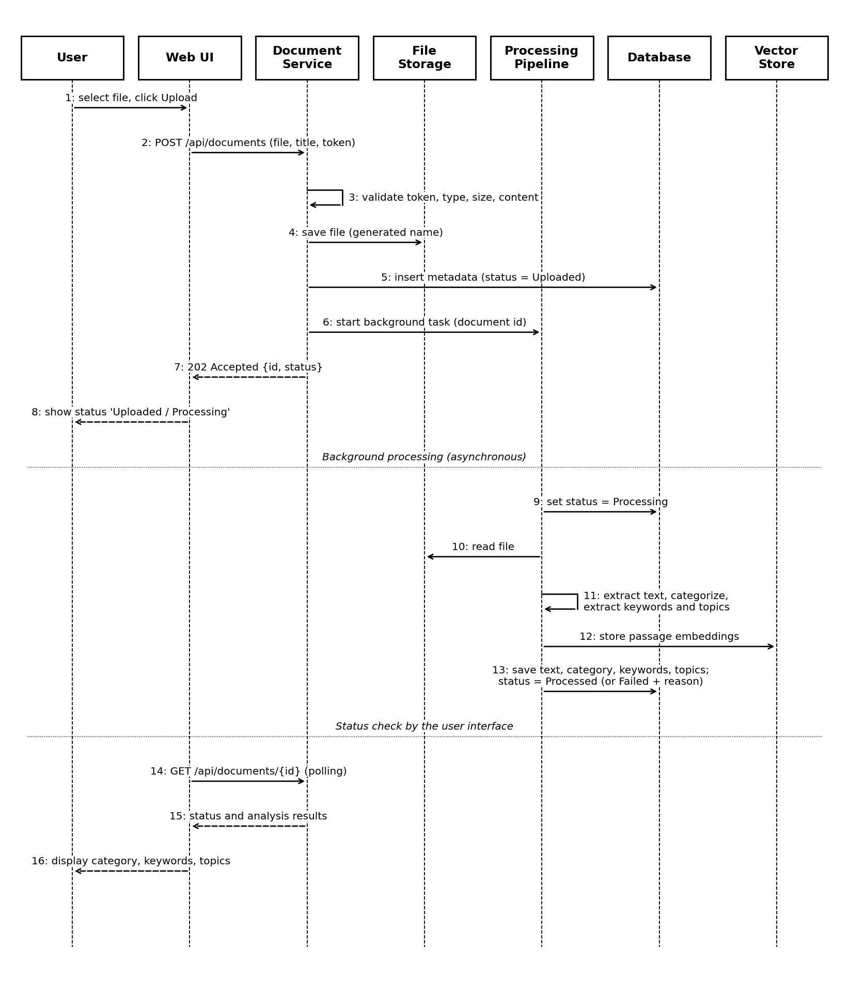 User
Web UI
Document
Service
File
Storage
Processing
Pipeline
Database
Vector
Store
1: select file, click Upload
2: POST /api/documents (file, title, token)
3: validate token, type, size, content
4: save file (generated name)
5: insert metadata (status = Uploaded)
6: start background task (document id)
7: 202 Accepted {id, status}
8: show status 'Uploaded / Processing'
Background processing (asynchronous)
9: set status = Processing
10: read file
11: extract text, categorize,
extract keywords and topics
12: store passage embeddings
13: save text, category, keywords, topics;
status = Processed (or Failed + reason)
Status check by the user interface
14: GET /api/documents/{id} (polling)
15: status and analysis results
16: display category, keywords, topics